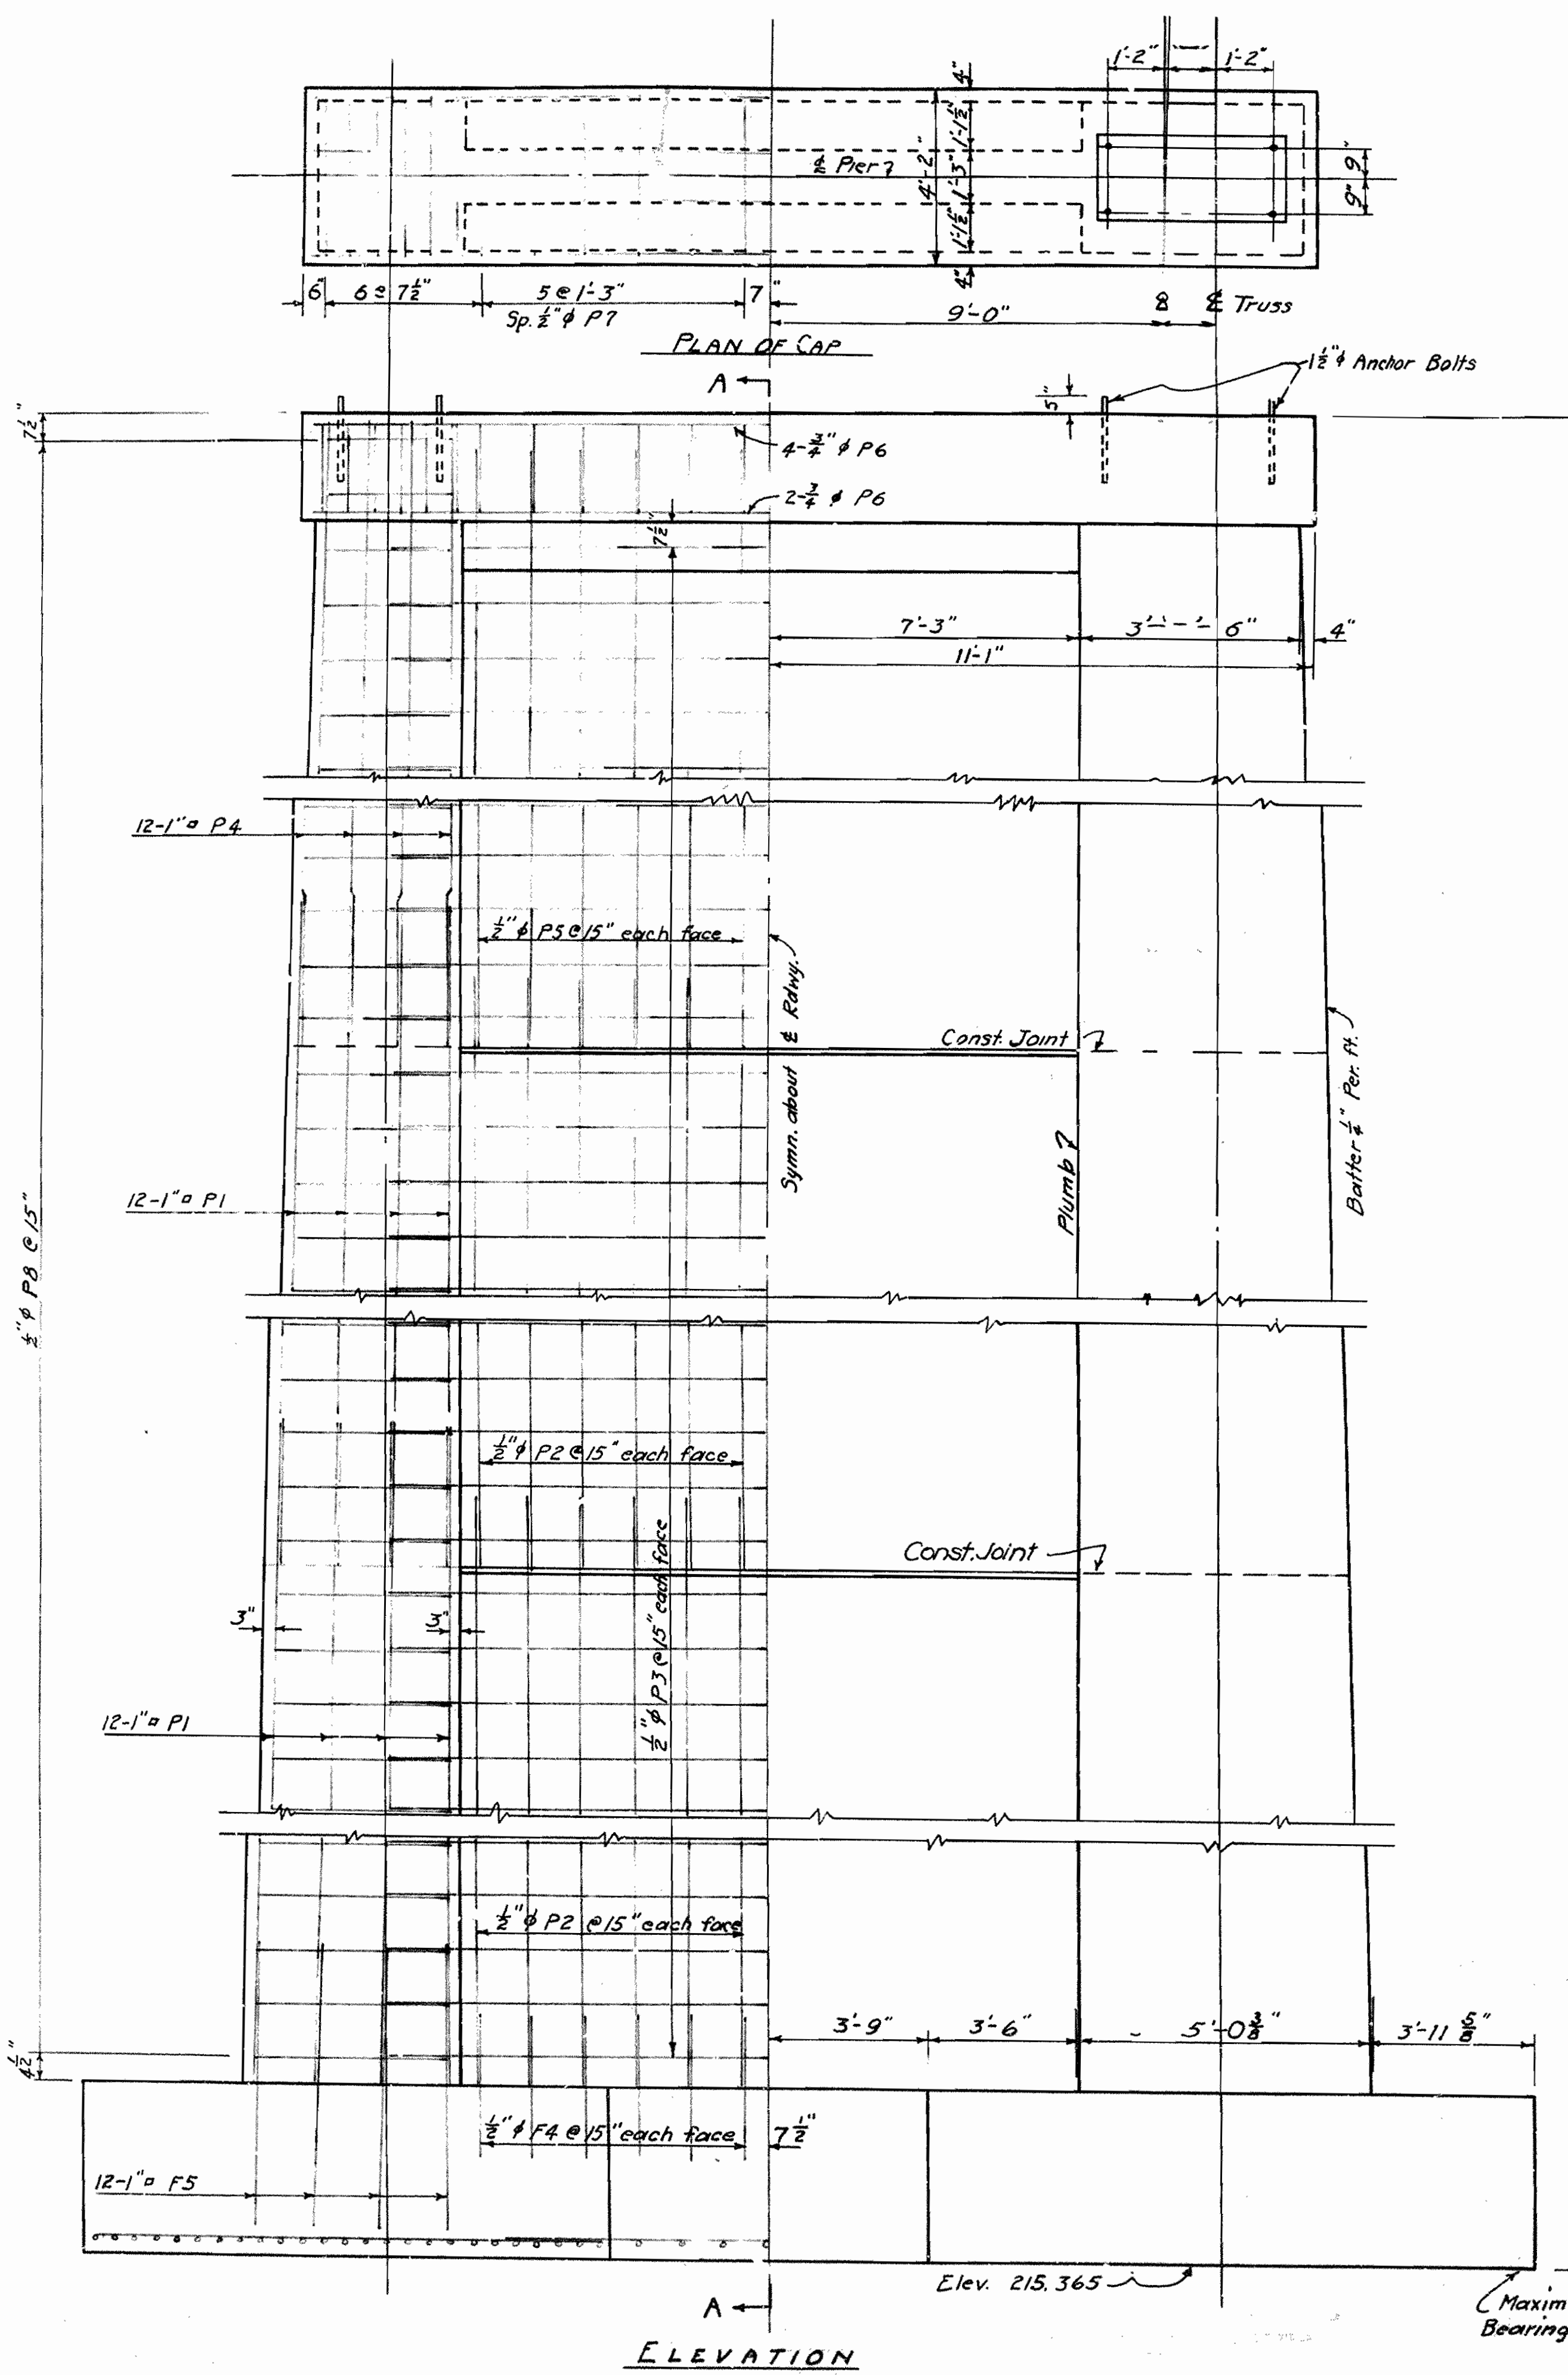 1'-2" 1'-2"
4"
1'-1½"
4'-2"
1'-3"
1'-1½"
4"
℄ Pier
9"
9"
6" 6 @ 7½" 5 @ 1'-3" 7"
Sp. ½" ϕ P7
9'-0"
℄ Truss
PLAN OF CAP
A
5"
1½" ϕ Anchor Bolts
7½"
4-¾" ϕ P6
2-¾ ϕ P6
7½"
7'-3" 6" 4"
11'-1"
12-1" ▫ P4
½" ϕ P5 @ 15" each face
Symn. about ℄ Rdwy.
Const. Joint
Batter ¼" Per. ft.
Plumb
12-1" ▫ P1
½" ϕ P8 @ 15"
½" ϕ P2 @ 15" each face
Const. Joint
½" ϕ P3 @ 15" each face
3" 3"
12-1" ▫ P1
½" ϕ P2 @ 15" each face
3'-9" 3'-6" 5'-0⅜" 3'-11⅝"
4½"
½" ϕ F4 @ 15" each face 7½"
12-1" ▫ F5
Elev. 215.365
A
Maxim
Bearing
ELEVATION